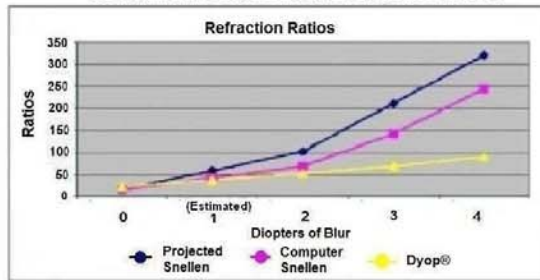 Refraction Ratios
350
300
250
200
150
100
50
0
Ratios
0 1 2 3 4
(Estimated)
Diopters of Blur
Projected Snellen
Computer Snellen
Dyop®